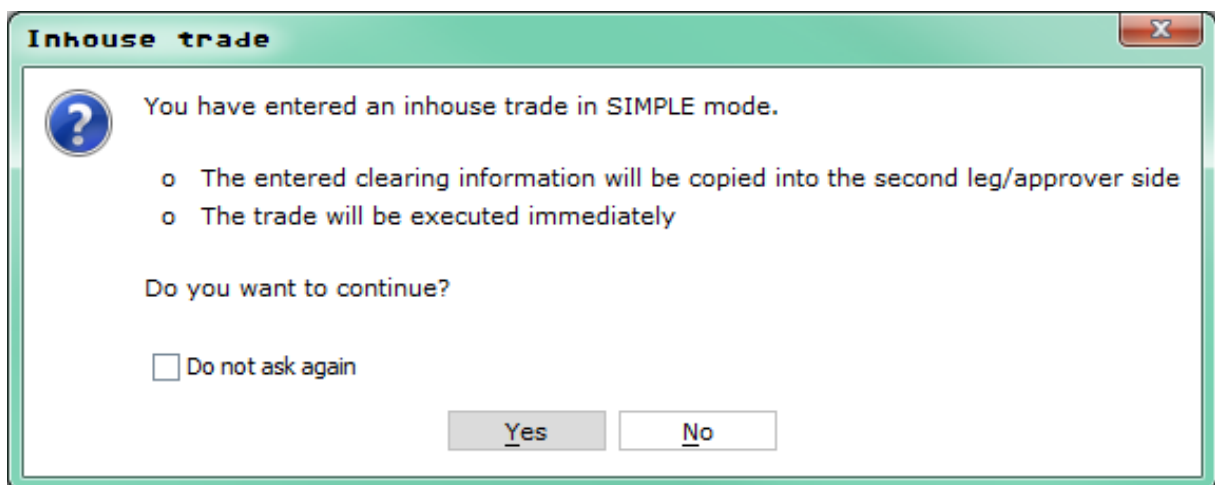 Inhouse trade
x
?
You have entered an inhouse trade in SIMPLE mode.
o The entered clearing information will be copied into the second leg/approver side
o The trade will be executed immediately
Do you want to continue?
Do not ask again
Yes No